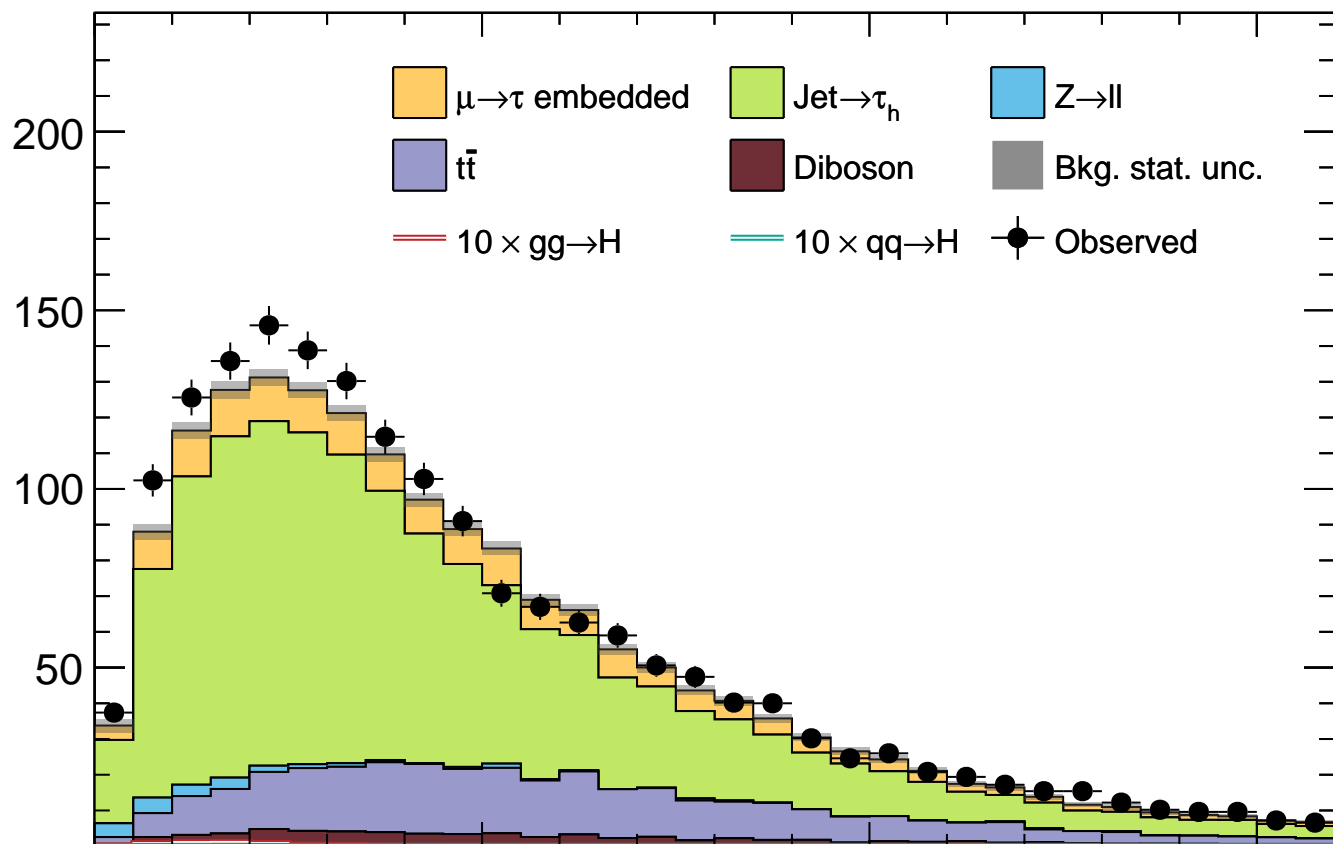 200
150
100
50
μ→τ embedded Jet→τh Z→ll
tt̄ Diboson Bkg. stat. unc.
10 × gg→H 10 × qq→H Observed